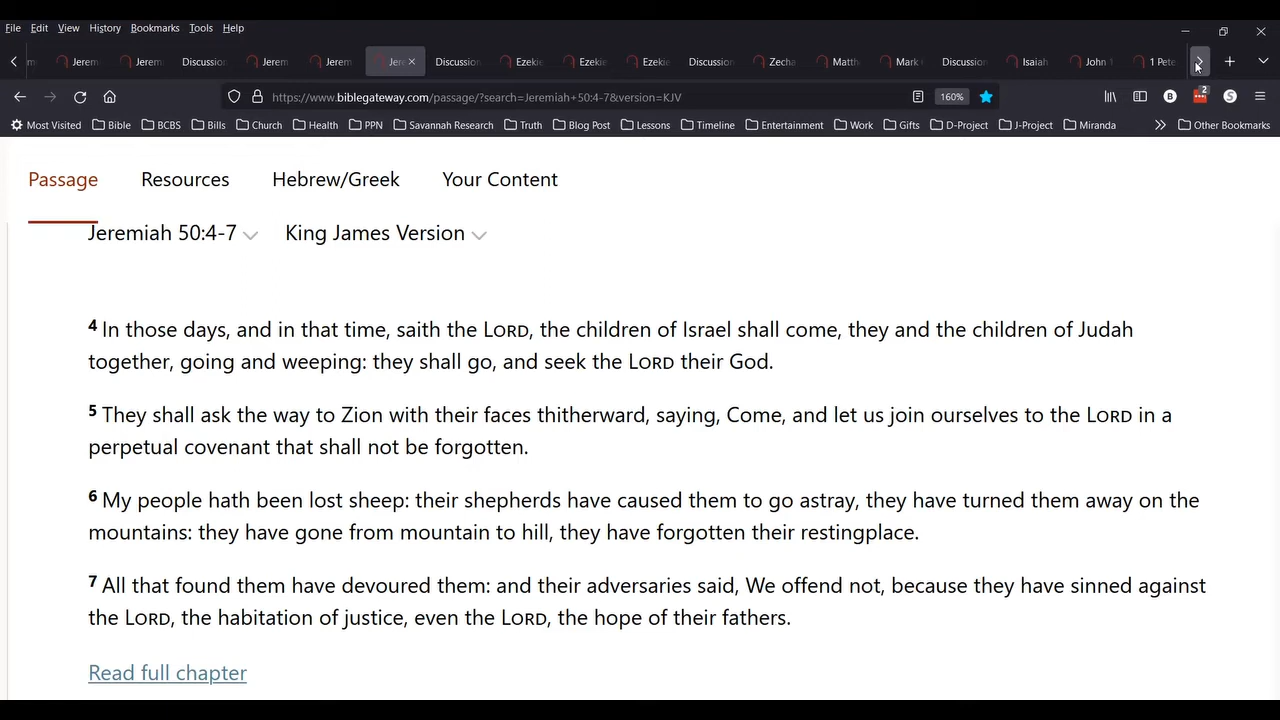 File Edit View History Bookmarks Tools Help
Jerem Jerem Discussion Jerem Jerem Jere Discussion Ezekie Ezekie Ezekie Discussion Zecha Matth Mark Discussion Isaiah John 1 Pete
https://www.biblegateway.com/passage/?search=Jeremiah+50:4-7&version=KJV 160% B 2 S
Most Visited Bible BCBS Bills Church Health PPN Savannah Research Truth Blog Post Lessons Timeline Entertainment Work Gifts D-Project J-Project Miranda Other Bookmarks
Passage Resources Hebrew/Greek Your Content
Jeremiah 50:4-7 King James Version
4 In those days, and in that time, saith the LORD, the children of Israel shall come, they and the children of Judah
together, going and weeping: they shall go, and seek the LORD their God.
5 They shall ask the way to Zion with their faces thitherward, saying, Come, and let us join ourselves to the LORD in a
perpetual covenant that shall not be forgotten.
6 My people hath been lost sheep: their shepherds have caused them to go astray, they have turned them away on the
mountains: they have gone from mountain to hill, they have forgotten their restingplace.
7 All that found them have devoured them: and their adversaries said, We offend not, because they have sinned against
the LORD, the habitation of justice, even the LORD, the hope of their fathers.
Read full chapter